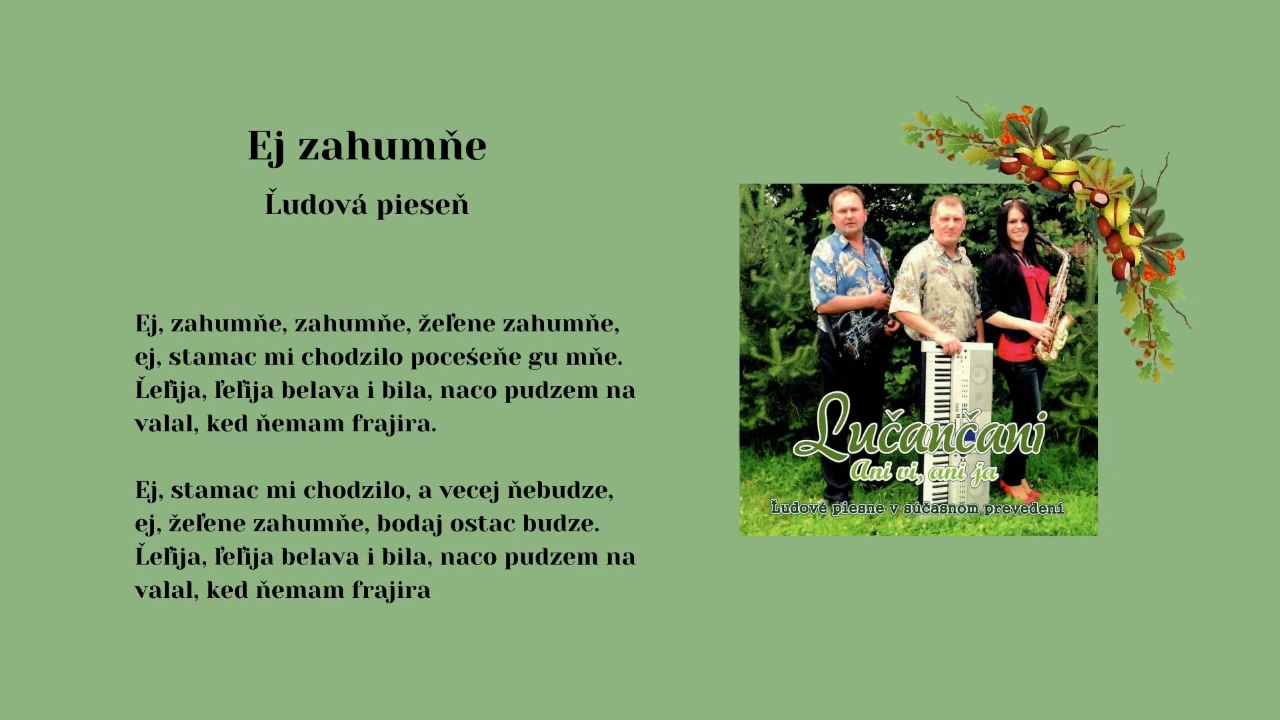 Ej zahumňe
Ľudová pieseň
Ej, zahumňe, zahumňe, žeľene zahumňe,
ej, stamac mi chodzilo poceśeňe gu mňe.
Ľeľija, ľeľija belava i bila, naco pudzem na
valal, ked ňemam frajira.
Ej, stamac mi chodzilo, a vecej ňebudze,
ej, žeľene zahumňe, bodaj ostac budze.
Ľeľija, ľeľija belava i bila, naco pudzem na
valal, ked ňemam frajira
Lučančani
Ani vi, ani ja
Ľudové piesne v súčasnom prevedení